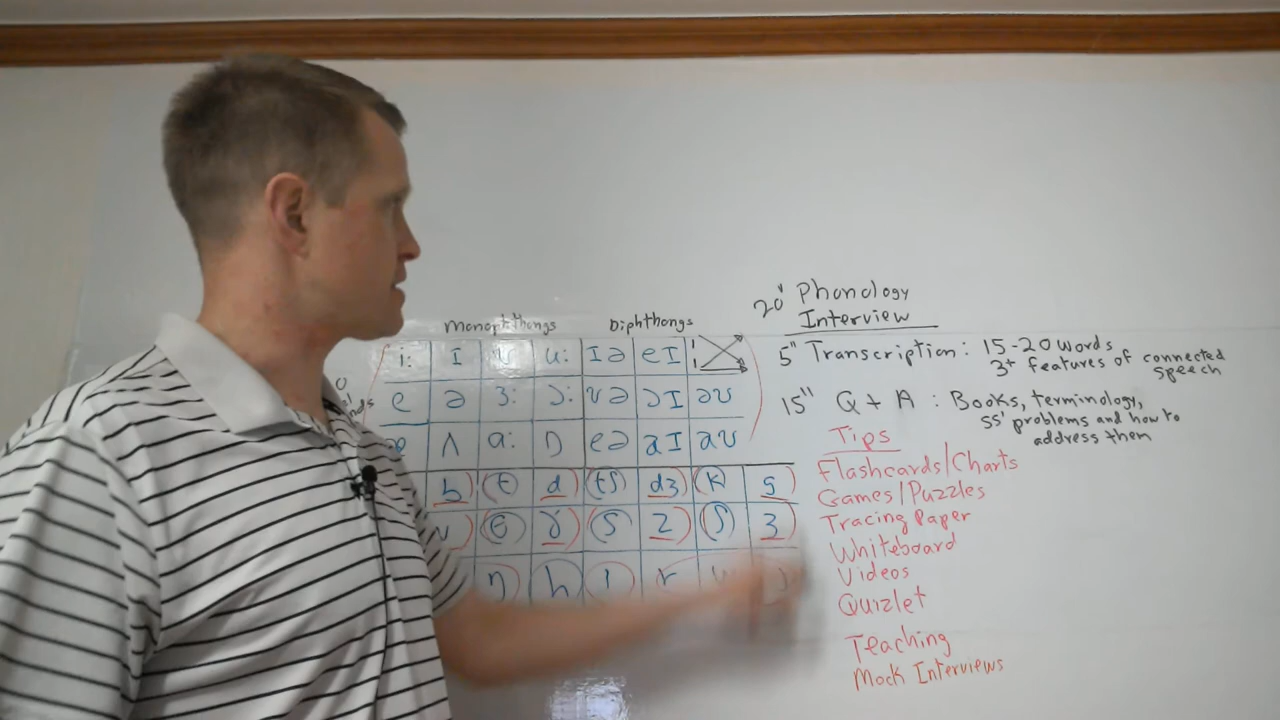 Monophthongs Diphthongs
i: I ʊ u: Iə eI
e ə ɜ: ɔ: ʊə ɔI əʊ
æ ʌ ɑ: ɒ eə aI aʊ
b t d tʃ dʒ k g
v θ ð s z ʃ ʒ
ŋ h l r w
20" Phonology
Interview
5" Transcription: 15-20 words
3+ features of connected
speech
15" Q + A : Books, terminology,
SS' problems and how to
address them
Tips
Flashcards/Charts
Games/Puzzles
Tracing Paper
Whiteboard
Videos
Quizlet
Teaching
Mock Interviews